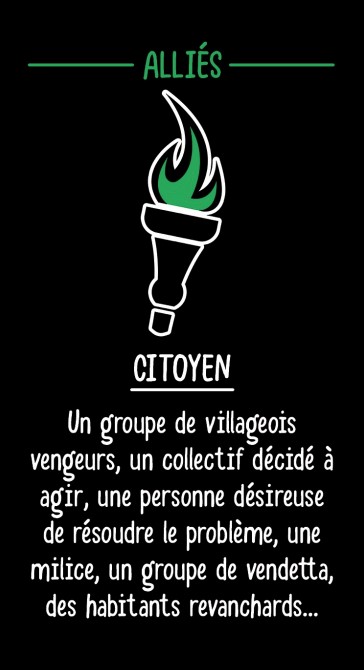 ALLIÉS
CITOYEN
Un groupe de villageois
vengeurs, un collectif décidé à
agir, une personne désireuse
de résoudre le problème, une
milice, un groupe de vendetta,
des habitants revanchards...